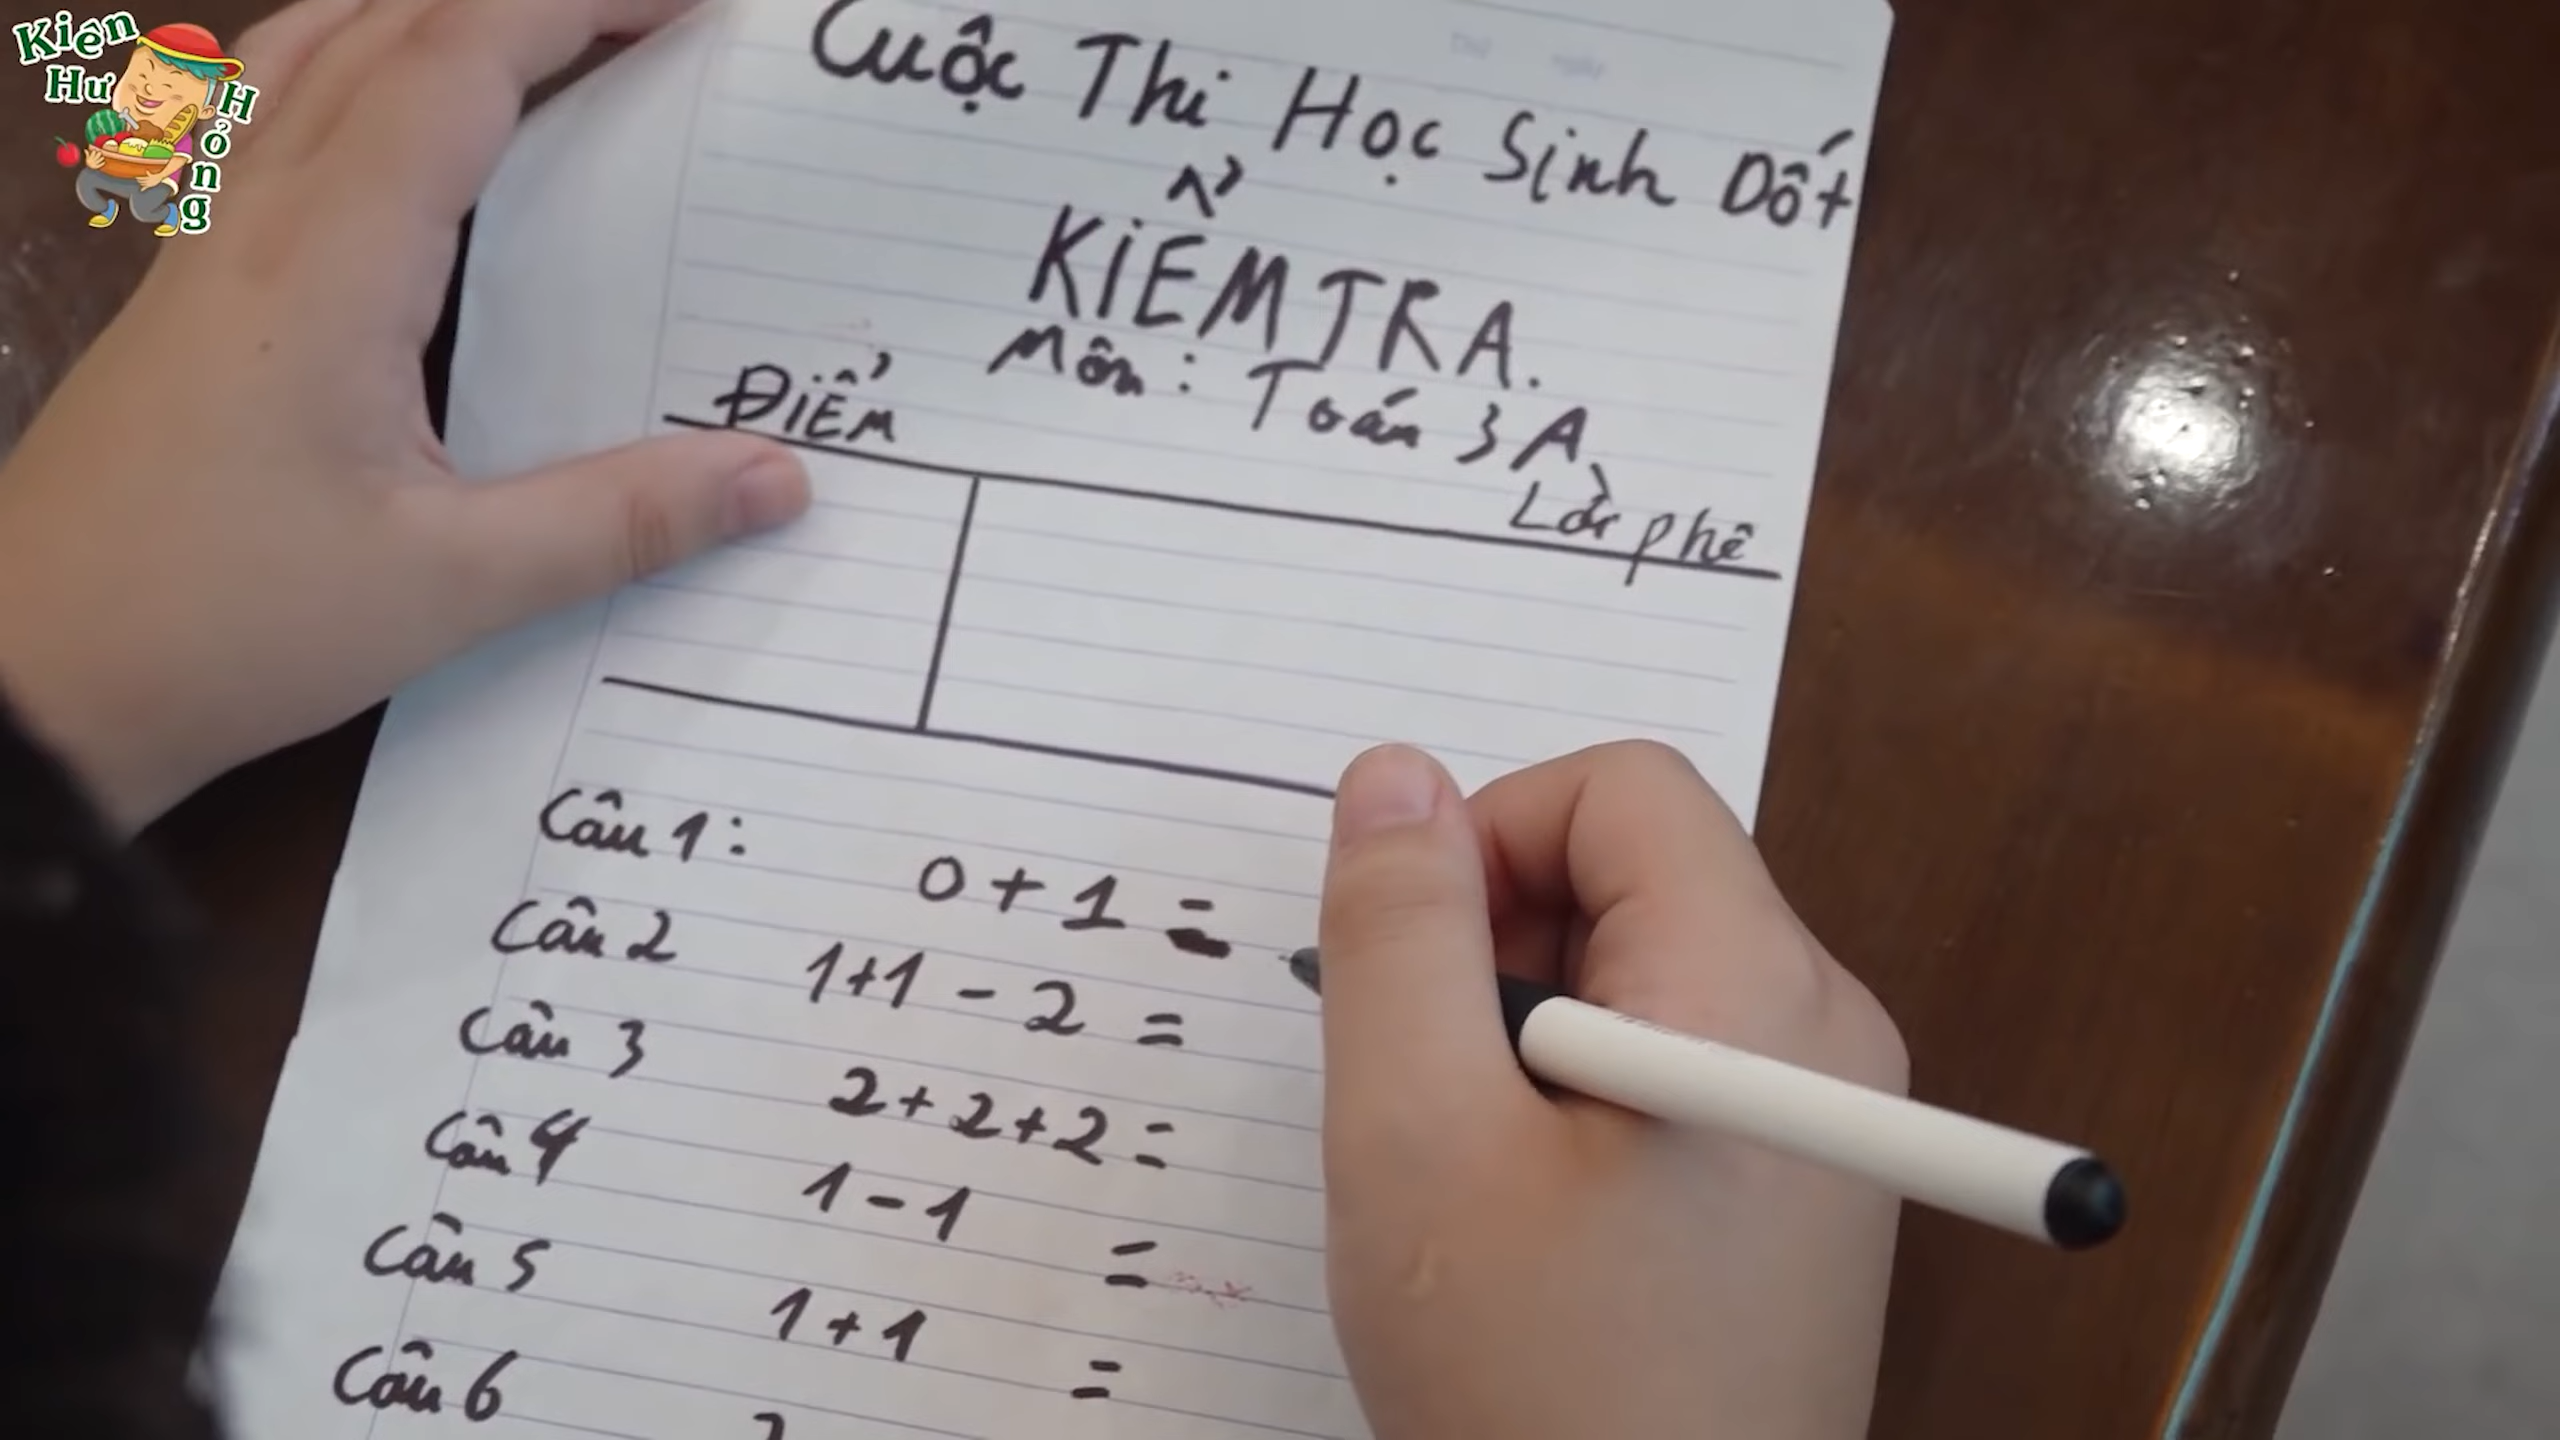 Kiên
Hư
Hỏng
Cuộc Thi Học Sinh Dốt
KIỂM TRA.
Môn: Toán 3A
ĐIỂM
Lời phê
Câu 1: 0 + 1 =
Câu 2 1+1 - 2 =
Câu 3 2 + 2 + 2 =
Câu 4 1 - 1 =
Câu 5 1 + 1 =
Câu 6